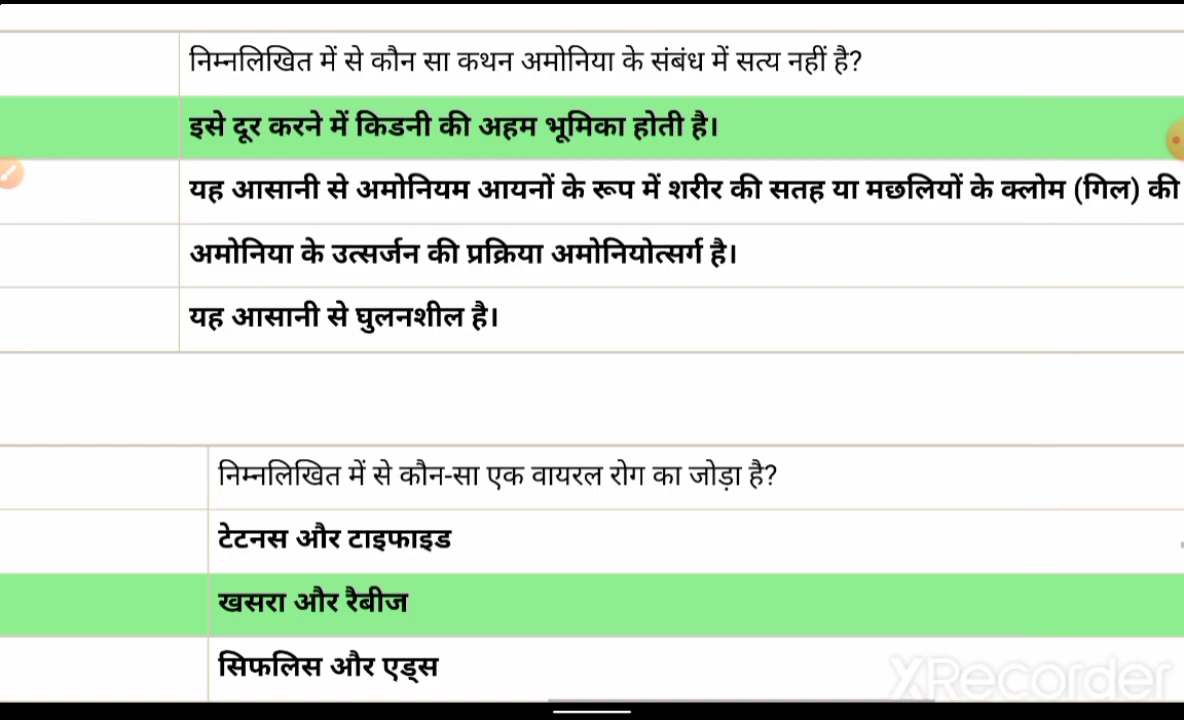 निम्नलिखित में से कौन सा कथन अमोनिया के संबंध में सत्य नहीं है?
इसे दूर करने में किडनी की अहम भूमिका होती है।
यह आसानी से अमोनियम आयनों के रूप में शरीर की सतह या मछलियों के क्लोम (गिल) की
अमोनिया के उत्सर्जन की प्रक्रिया अमोनियोत्सर्ग है।
यह आसानी से घुलनशील है।
निम्नलिखित में से कौन-सा एक वायरल रोग का जोड़ा है?
टेटनस और टाइफाइड
खसरा और रैबीज
सिफलिस और एड्स
XRecorder